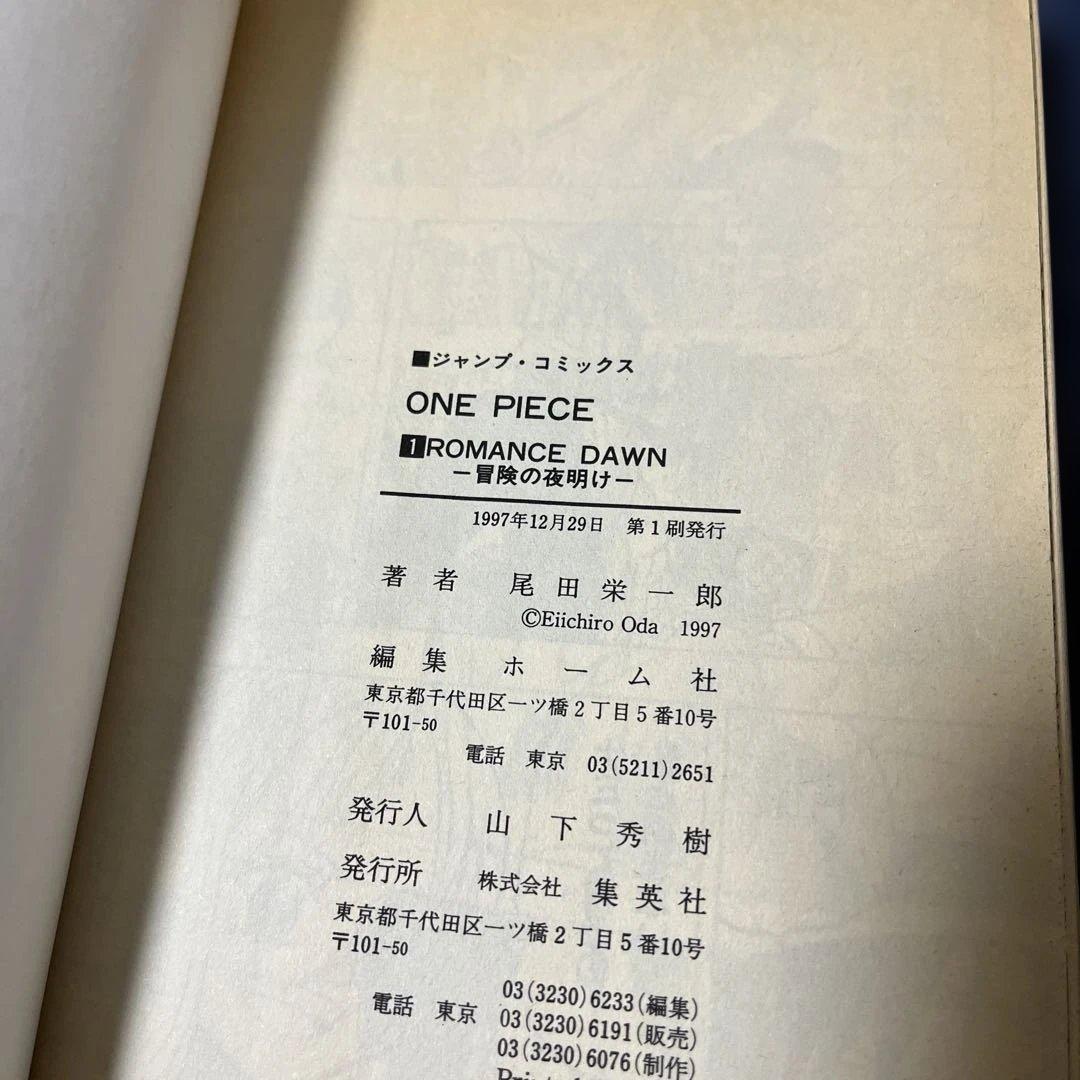 ■ジャンプ・コミックス
ONE PIECE
1 ROMANCE DAWN
―冒険の夜明け―
1997年12月29日 第1刷発行
著者 尾田栄一郎
©Eiichiro Oda 1997
編集 ホーム社
東京都千代田区一ツ橋2丁目5番10号
〒101-50
電話 東京 03(5211)2651
発行人 山下秀樹
発行所 株式会社 集英社
東京都千代田区一ツ橋2丁目5番10号
〒101-50
03(3230)6233(編集)
電話 東京 03(3230)6191(販売)
03(3230)6076(制作)